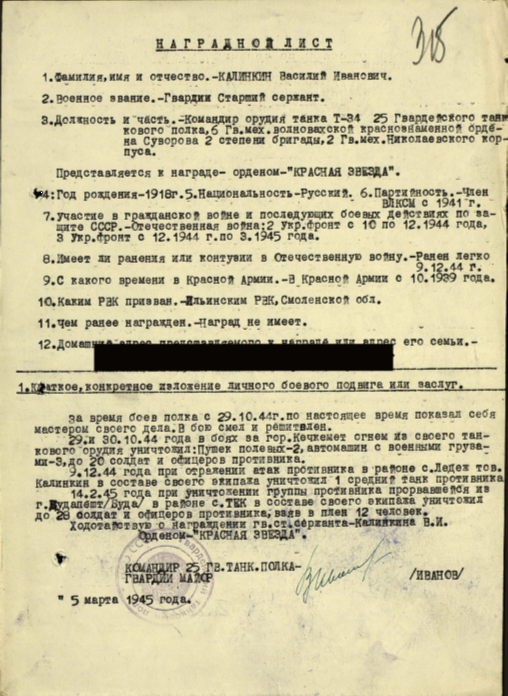 315
НАГРАДНОЙ ЛИСТ
1.Фамилия,имя и отчество.-КАЛИНКИН Василий Иванович.
2.Военное звание.-Гвардии Старший сержант.
3.Должность и часть.-Командир орудия танка Т-34 25 Гвардейского танкового полка,6 Гв.мех.волновахской краснознаменной ордена
на Суворова 2 степени бригады,2 Гв.мех.Николаевского корпуса.
Представляется к награде- орденом-"КРАСНАЯ ЗВЕЗДА".
4:Год рождения-1918г.5.Национальность-Русский. 6.Партийность.-Член
ВЛКСМ с 1941 г.
7.Участие в гражданской войне и последующих боевых действиях по за-
щите СССР.-Отечественная война:2 Укр.фронт с 10 по 12.1944 года,
3 Укр.фронт с 12.1944 г.по 3.1945 года.
8.Имеет ли ранения или контузии в Отечественную войну.-Ранен легко
9.12.44 г.
9.С какого времени в Красной Армии.-В Красной Армии с 10.1939 года.
10.Каким РВК призван.-Ильинским РВК,Смоленской обл.
11.Чем ранее награжден.-Наград не имеет.
12.Домашний адрес представляемого к награде или адрес его семьи.-
1.Краткое,конкретное изложение личного боевого подвига или заслуг.
За время боев полка с 29.10.44г.по настоящее время показал себя
мастером своего дела.В бою смел и решителен.
29.и 30.10.44 года в боях за гор.Кечкемет огнем из своего тан-
кового орудия уничтожил:Пушек полевых-2,автомашин с военными груза-
ми-3,до 20 солдат и офицеров противника.
9.12.44 года при отражении атак противника в районе с.Ледеж тов.
Калинкин в составе своего экипажа уничтожил 1 средний танк противника
14.2.45 года при уничтожении группы противника прорвавшейся из
г.Будапешт/Буда/ в районе с.ТЕК в составе своего экипажа уничтожил
до 28 солдат и офицеров противника,взяв в плен 12 человек.
Ходотайствую о награждении гв.ст.сержанта-Калинкина В.И.
Орденом-"КРАСНАЯ ЗВЕЗДА".
КОМАНДИР 25 ГВ.ТАНК.ПОЛКА-
ГВАРДИИ МАЙОР
/ИВАНОВ/
" 5 марта 1945 года.